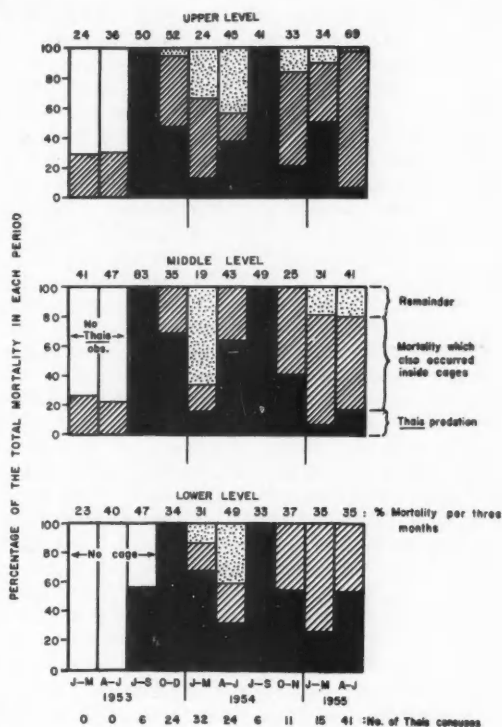 UPPER LEVEL
24 36 50 52 24 45 41 33 34 69
100
80
60
40
20
0
PERCENTAGE OF THE TOTAL MORTALITY IN EACH PERIOD
MIDDLE LEVEL
41 47 83 35 19 43 49 25 31 41
100
80
60
40
20
0
No
Thais
obs.
Remainder
Mortality which
also occurred
inside cages
Thais predation
LOWER LEVEL
23 40 47 34 31 49 33 37 35 35 : % Mortality per three
months
100
80
60
40
20
0
No cage
J–M A–J J–S O–D J–M A–J J–S O–N J–M A–J
1953 1954 1955
0 0 6 24 32 24 6 11 15 41 : No. of Thais censuses